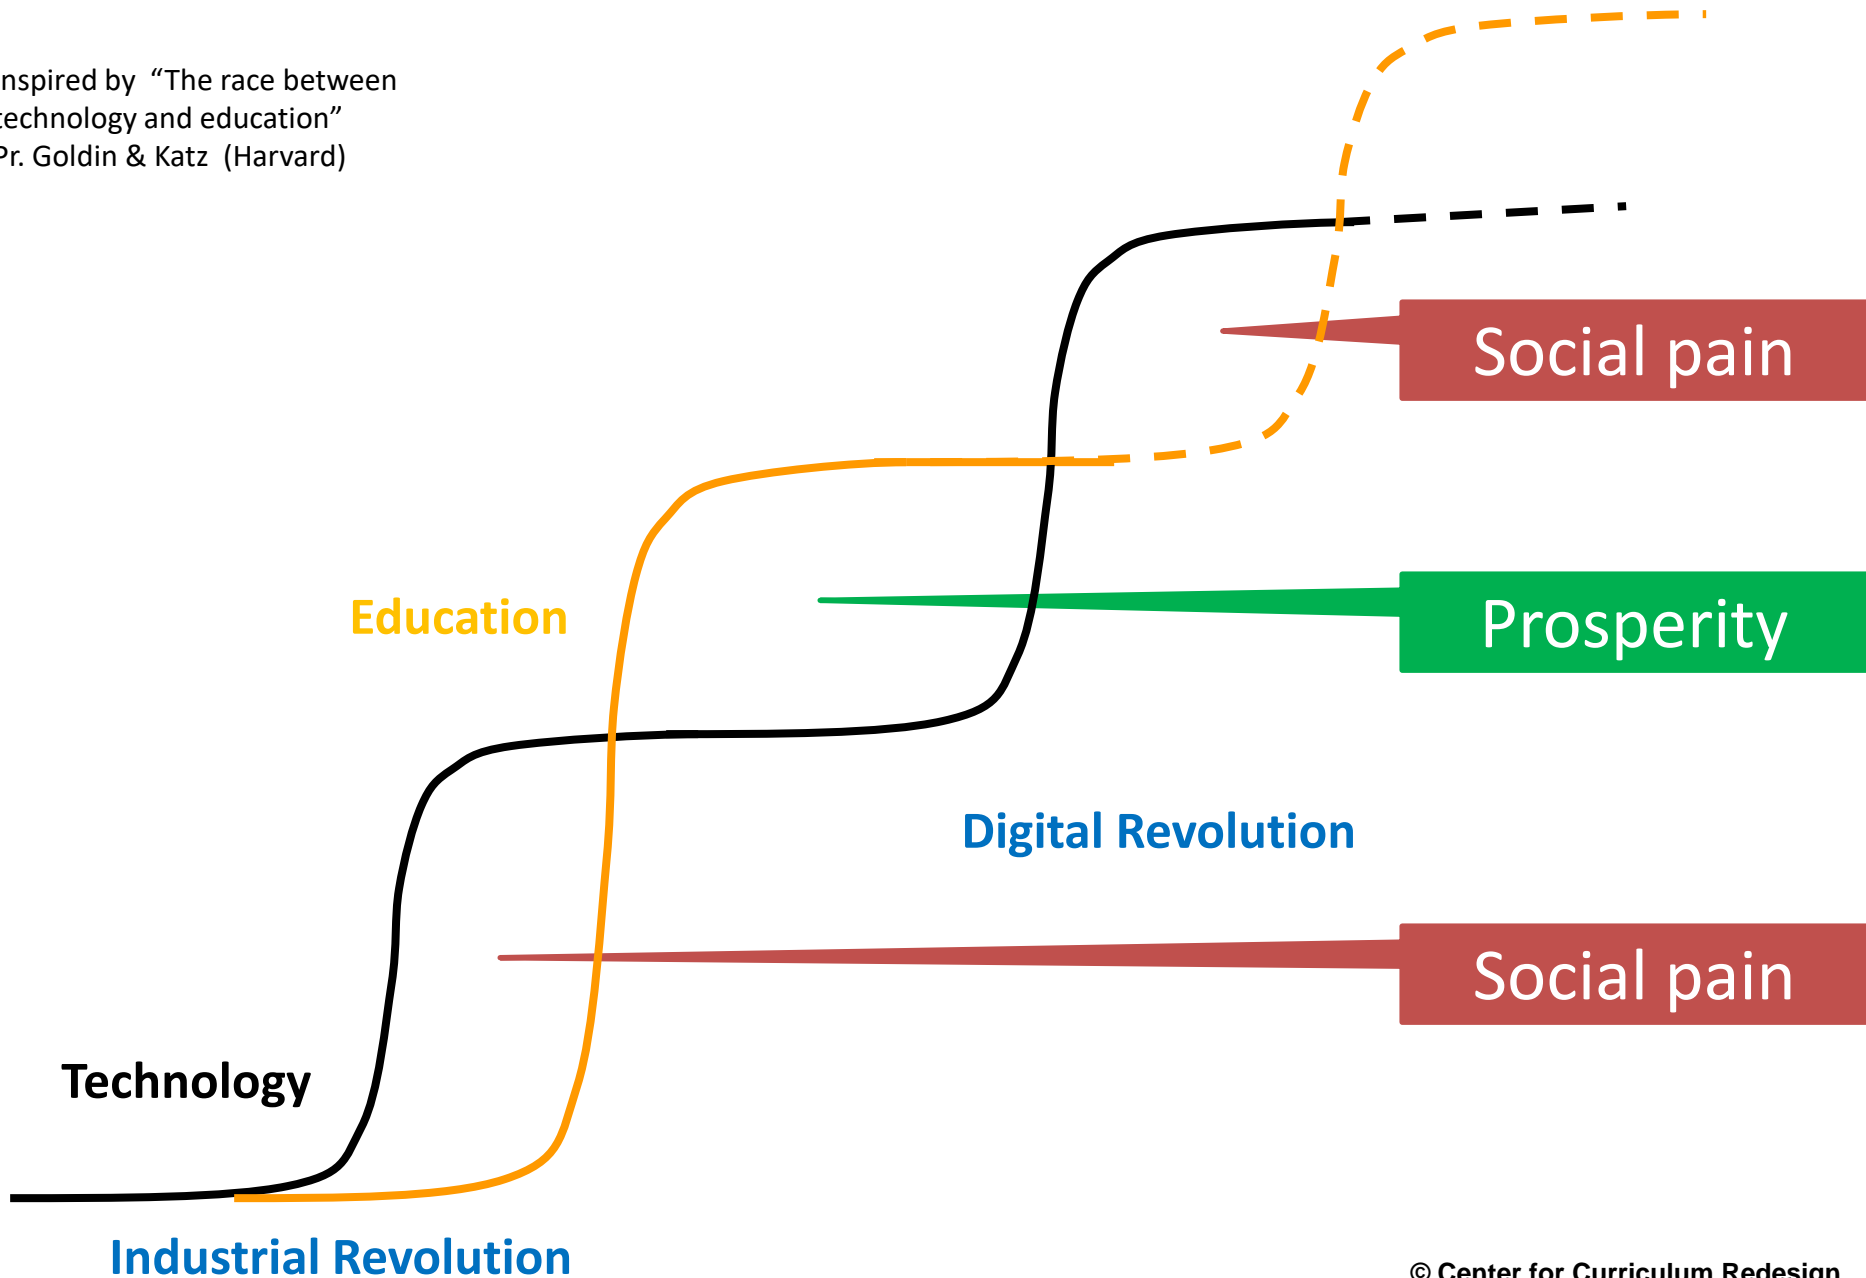 nspired by “The race between
technology and education”
Pr. Goldin & Katz (Harvard)
Social pain
Education
Prosperity
Digital Revolution
Social pain
Technology
Industrial Revolution
© Center for Curriculum Redesign